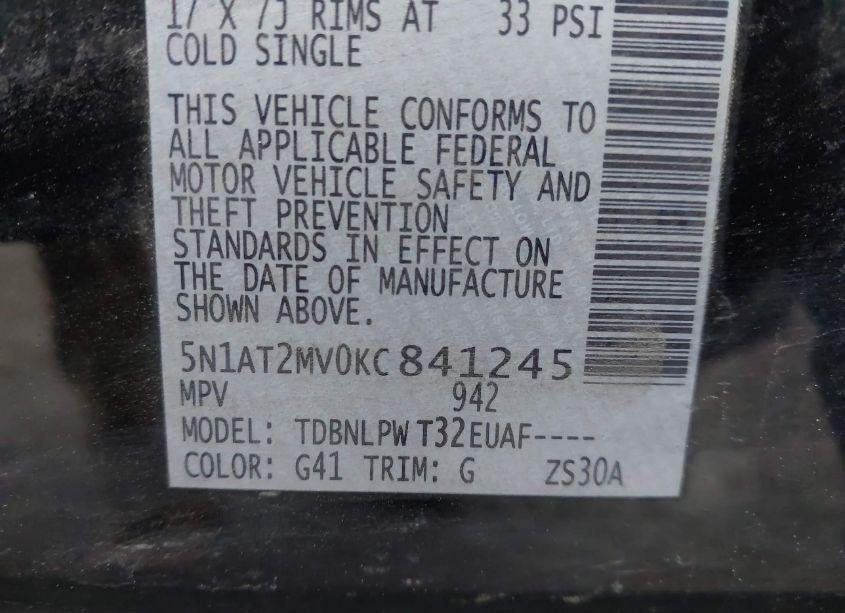 17 X 7J RIMS AT 33 PSI
COLD SINGLE
THIS VEHICLE CONFORMS TO
ALL APPLICABLE FEDERAL
MOTOR VEHICLE SAFETY AND
THEFT PREVENTION
STANDARDS IN EFFECT ON
THE DATE OF MANUFACTURE
SHOWN ABOVE.
5N1AT2MV0KC841245
MPV 942
MODEL: TDBNLPW T32EUAF----
COLOR: G41 TRIM: G ZS30A